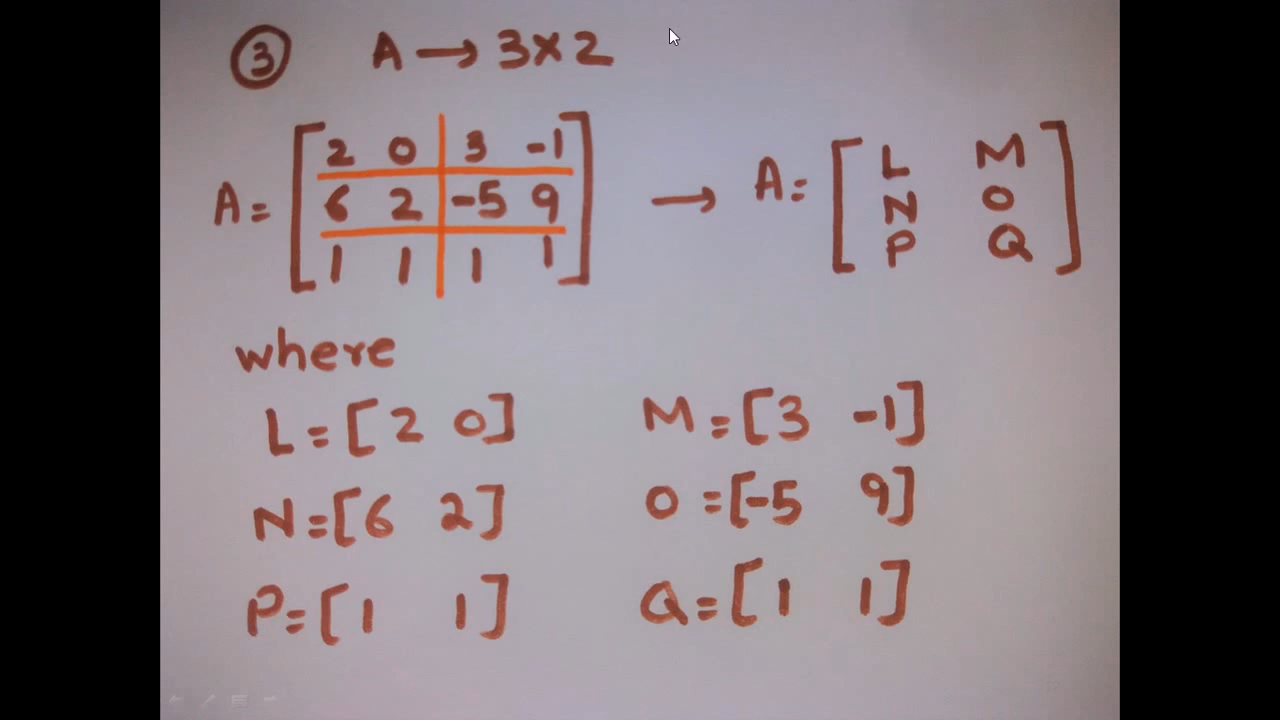 ③ A → 3×2
A = [ 2 0 3 -1
6 2 -5 9
1 1 1 1 ] → A = [ L M
N O
P Q ]
where
L = [2 0] M = [3 -1]
N = [6 2] O = [-5 9]
P = [1 1] Q = [1 1]